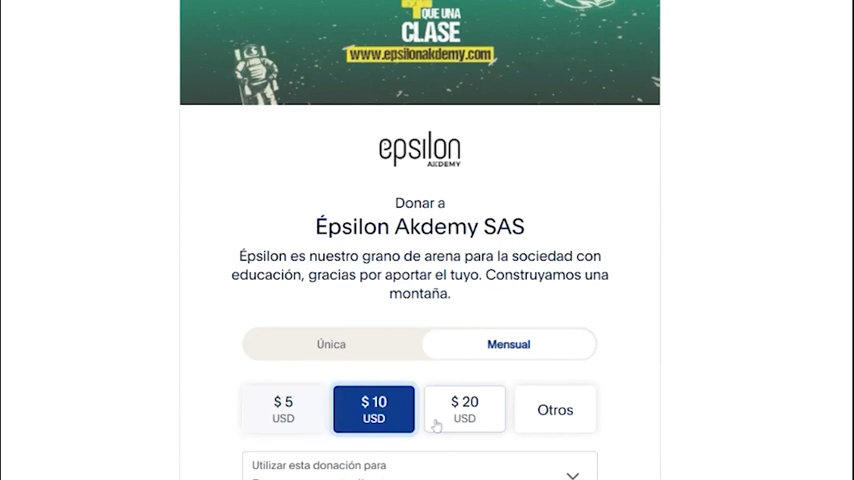 QUE UNA
CLASE
www.epsilonakdemy.com
epsilon
AKDEMY
Donar a
Épsilon Akdemy SAS
Épsilon es nuestro grano de arena para la sociedad con
educación, gracias por aportar el tuyo. Construyamos una
montaña.
Única
Mensual
$ 5
USD
$ 10
USD
$ 20
USD
Otros
Utilizar esta donación para